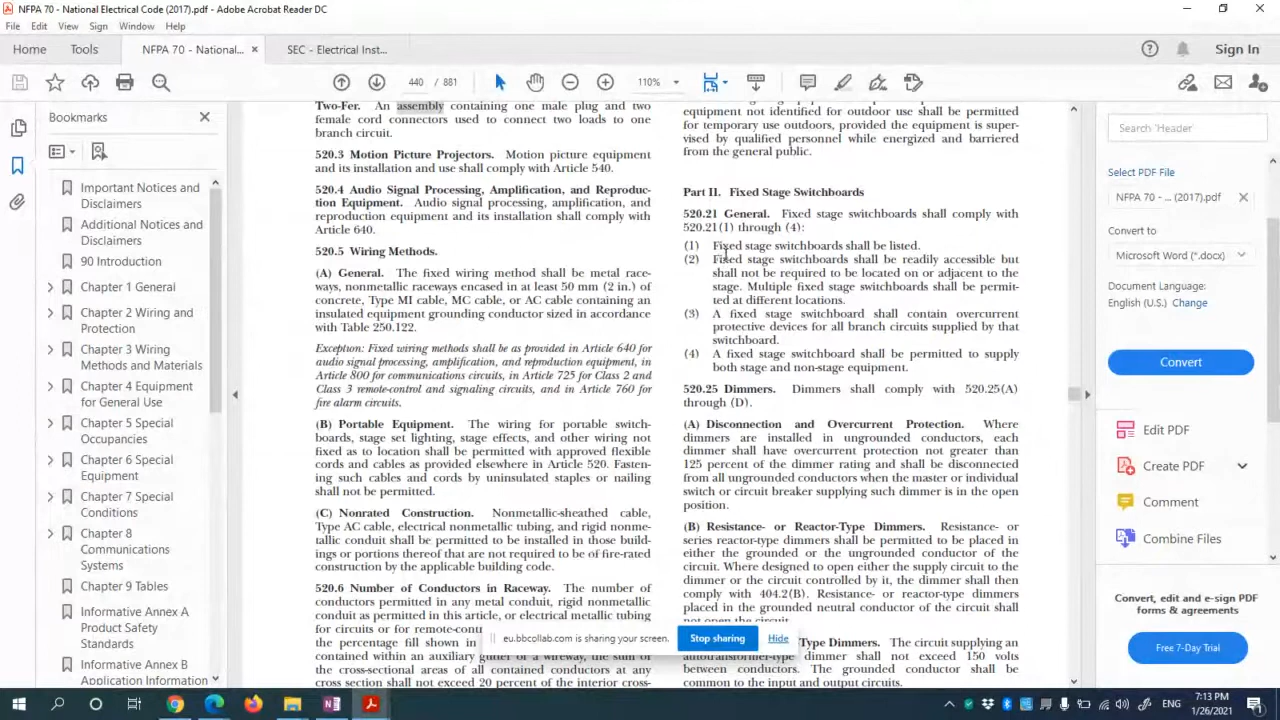 NFPA 70 - National Electrical Code (2017).pdf - Adobe Acrobat Reader DC
File Edit View Sign Window Help
Home Tools NFPA 70 - National... × SEC - Electrical Inst... Sign In
440 / 881 110%
Bookmarks
Important Notices and
Disclaimers
Additional Notices and
Disclaimers
90 Introduction
Chapter 1 General
Chapter 2 Wiring and
Protection
Chapter 3 Wiring
Methods and Materials
Chapter 4 Equipment
for General Use
Chapter 5 Special
Occupancies
Chapter 6 Special
Equipment
Chapter 7 Special
Conditions
Chapter 8
Communications
Systems
Chapter 9 Tables
Informative Annex A
Product Safety
Standards
Informative Annex B
Application Information
Two-Fer. An assembly containing one male plug and two
female cord connectors used to connect two loads to one
branch circuit.
520.3 Motion Picture Projectors. Motion picture equipment
and its installation and use shall comply with Article 540.
520.4 Audio Signal Processing, Amplification, and Reproduc-
tion Equipment. Audio signal processing, amplification, and
reproduction equipment and its installation shall comply with
Article 640.
520.5 Wiring Methods.
(A) General. The fixed wiring method shall be metal race-
ways, nonmetallic raceways encased in at least 50 mm (2 in.) of
concrete, Type MI cable, MC cable, or AC cable containing an
insulated equipment grounding conductor sized in accordance
with Table 250.122.
Exception: Fixed wiring methods shall be as provided in Article 640 for
audio signal processing, amplification, and reproduction equipment, in
Article 800 for communications circuits, in Article 725 for Class 2 and
Class 3 remote-control and signaling circuits, and in Article 760 for
fire alarm circuits.
(B) Portable Equipment. The wiring for portable switch-
boards, stage set lighting, stage effects, and other wiring not
fixed as to location shall be permitted with approved flexible
cords and cables as provided elsewhere in Article 520. Fasten-
ing such cables and cords by uninsulated staples or nailing
shall not be permitted.
(C) Nonrated Construction. Nonmetallic-sheathed cable,
Type AC cable, electrical nonmetallic tubing, and rigid nonme-
tallic conduit shall be permitted to be installed in those build-
ings or portions thereof that are not required to be of fire-rated
construction by the applicable building code.
520.6 Number of Conductors in Raceway. The number of
conductors permitted in any metal conduit, rigid nonmetallic
conduit as permitted in this article, or electrical metallic tubing
for circuits or for remote-con
the percentage fill shown in
contained within an auxiliary gutter or a wireway, the sum of
the cross-sectional areas of all contained conductors at any
cross section shall not exceed 20 percent of the interior cross-
equipment not identified for outdoor use shall be permitted
for temporary use outdoors, provided the equipment is super-
vised by qualified personnel while energized and barriered
from the general public.
Part II. Fixed Stage Switchboards
520.21 General. Fixed stage switchboards shall comply with
520.21(1) through (4):
(1) Fixed stage switchboards shall be listed.
(2) Fixed stage switchboards shall be readily accessible but
shall not be required to be located on or adjacent to the
stage. Multiple fixed stage switchboards shall be permit-
ted at different locations.
(3) A fixed stage switchboard shall contain overcurrent
protective devices for all branch circuits supplied by that
switchboard.
(4) A fixed stage switchboard shall be permitted to supply
both stage and non-stage equipment.
520.25 Dimmers. Dimmers shall comply with 520.25(A)
through (D).
(A) Disconnection and Overcurrent Protection. Where
dimmers are installed in ungrounded conductors, each
dimmer shall have overcurrent protection not greater than
125 percent of the dimmer rating and shall be disconnected
from all ungrounded conductors when the master or individual
switch or circuit breaker supplying such dimmer is in the open
position.
(B) Resistance- or Reactor-Type Dimmers. Resistance- or
series reactor-type dimmers shall be permitted to be placed in
either the grounded or the ungrounded conductor of the
circuit. Where designed to open either the supply circuit to the
dimmer or the circuit controlled by it, the dimmer shall then
comply with 404.2(B). Resistance- or reactor-type dimmers
placed in the grounded neutral conductor of the circuit shall
not open the circuit.
Type Dimmers. The circuit supplying an
autotransformer-type dimmer shall not exceed 150 volts
between conductors. The grounded conductor shall be
common to the input and output circuits.
eu.bbcollab.com is sharing your screen. Stop sharing Hide
Search 'Header'
Select PDF File
NFPA 70 - ... (2017).pdf
Convert to
Microsoft Word (*.docx)
Document Language:
English (U.S.) Change
Convert
Edit PDF
Create PDF
Comment
Combine Files
Convert, edit and e-sign PDF
forms & agreements
Free 7-Day Trial
ENG
7:13 PM
1/26/2021